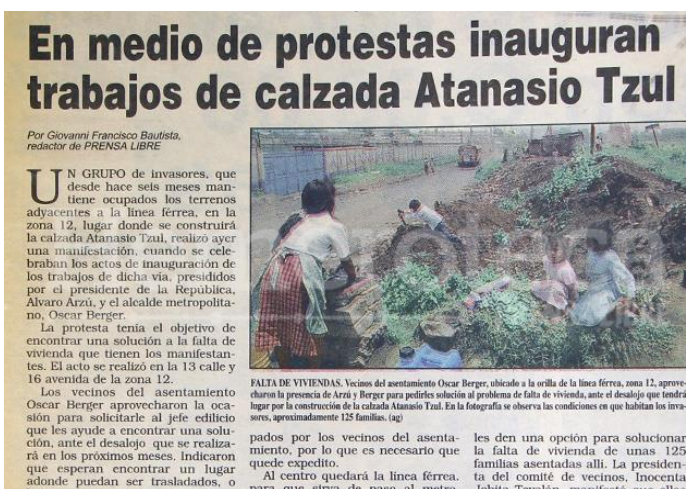 En medio de protestas inauguran
trabajos de calzada Atanasio Tzul
Por Giovanni Francisco Bautista,
redactor de PRENSA LIBRE
UN GRUPO de invasores, que
desde hace seis meses man-
tiene ocupados los terrenos
adyacentes a la línea férrea, en la
zona 12, lugar donde se construirá
la calzada Atanasio Tzul, realizó ayer
una manifestación, cuando se cele-
braban los actos de inauguración de
los trabajos de dicha vía, presididos
por el presidente de la República,
Alvaro Arzú, y el alcalde metropolita-
no, Oscar Berger.
La protesta tenía el objetivo de
encontrar una solución a la falta de
vivienda que tienen los manifestan-
tes. El acto se realizó en la 13 calle y
16 avenida de la zona 12.
Los vecinos del asentamiento
Oscar Berger aprovecharon la oca-
sión para solicitarle al jefe edilicio
que les ayude a encontrar una solu-
ción, ante el desalojo que se realiza-
rá en los próximos meses. Indicaron
que esperan encontrar un lugar
adonde puedan ser trasladados, o
FALTA DE VIVIENDAS. Vecinos del asentamiento Oscar Berger, ubicado a la orilla de la línea férrea, zona 12, aprove-
charon la presencia de Arzú y Berger para pedirles solución al problema de falta de vivienda, ante el desalojo que tendrá
lugar por la construcción de la calzada Atanasio Tzul. En la fotografía se observa las condiciones en que habitan los inva-
sores, aproximadamente 125 familias. (ag)
pados por los vecinos del asenta-
miento, por lo que es necesario que
quede expedito.
Al centro quedará la línea férrea.
para que sirva de paso al metro
les den una opción para solucionar
la falta de vivienda de unas 125
familias asentadas allí. La presiden-
ta del comité de vecinos, Inocenta